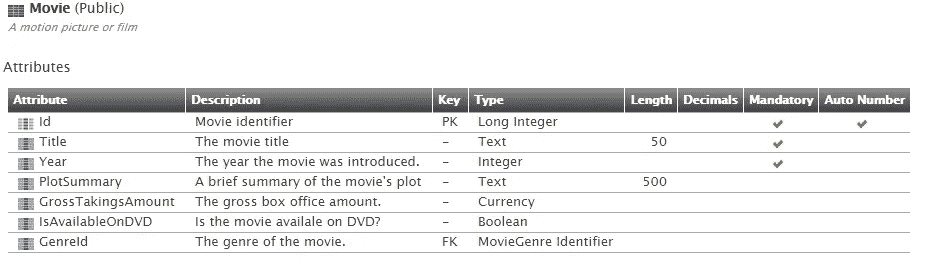 Movie (Public)
A motion picture or film
Attributes
Attribute Description Key Type Length Decimals Mandatory Auto Number
Id Movie identifier PK Long Integer ✔ ✔
Title The movie title – Text 50 ✔
Year The year the movie was introduced. – Integer ✔
PlotSummary A brief summary of the movie's plot – Text 500
GrossTakingsAmount The gross box office amount. – Currency
IsAvailableOnDVD Is the movie availale on DVD? – Boolean
GenreId The genre of the movie. FK MovieGenre Identifier